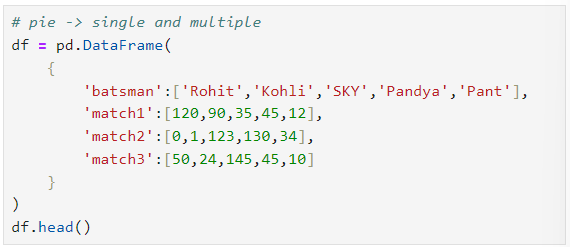 # pie -> single and multiple
df = pd.DataFrame(
    {
        'batsman':['Rohit','Kohli','SKY','Pandya','Pant'],
        'match1':[120,90,35,45,12],
        'match2':[0,1,123,130,34],
        'match3':[50,24,145,45,10]
    }
)
df.head()